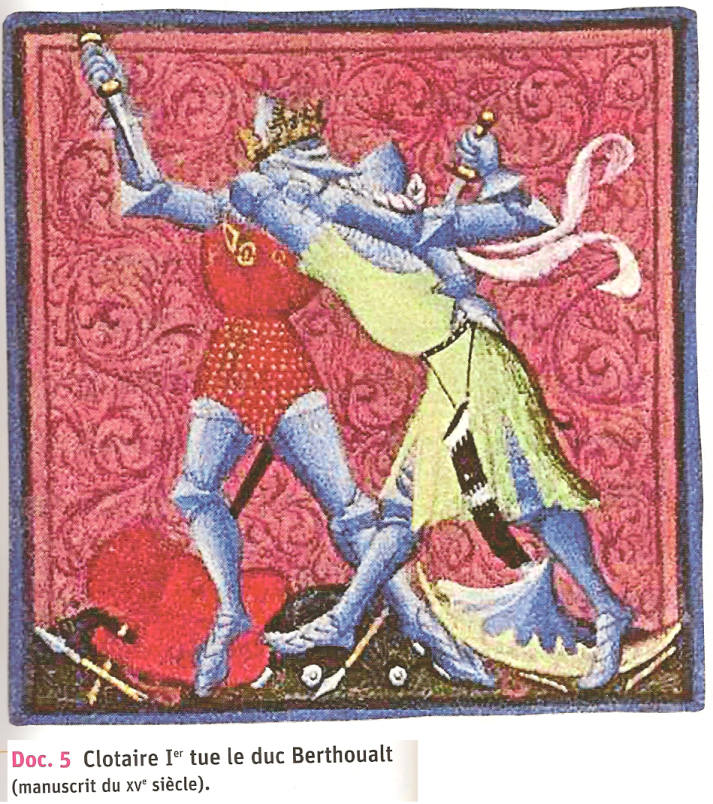 Doc. 5 Clotaire Iᵉʳ tue le duc Berthoualt
(manuscrit du xvᵉ siècle).